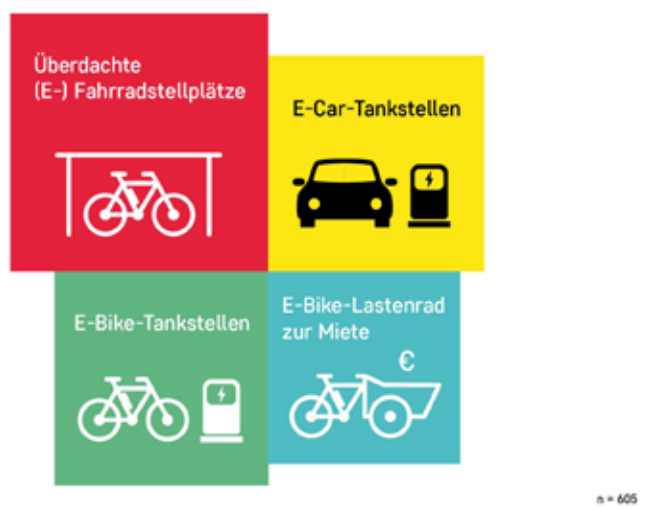 Überdachte
(E-) Fahrradstellplätze
E-Car-Tankstellen
E-Bike-Tankstellen
E-Bike-Lastenrad
zur Miete
€
n = 605